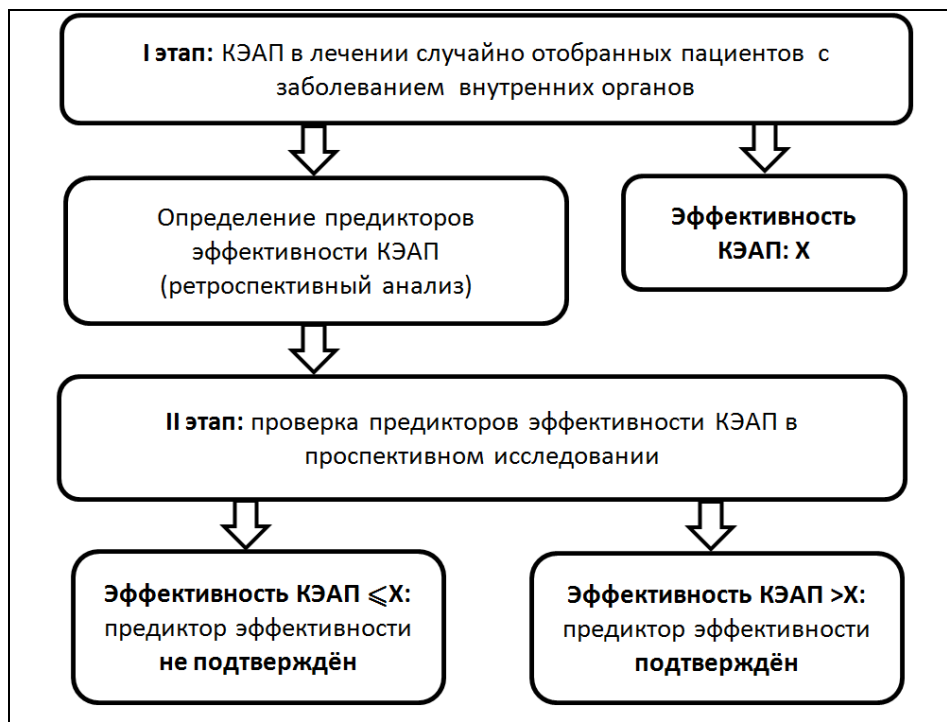 I этап: КЭАП в лечении случайно отобранных пациентов с
заболеванием внутренних органов
Определение предикторов
эффективности КЭАП
(ретроспективный анализ)
Эффективность
КЭАП: X
II этап: проверка предикторов эффективности КЭАП в
проспективном исследовании
Эффективность КЭАП ⩽X:
предиктор эффективности
не подтверждён
Эффективность КЭАП >X:
предиктор эффективности
подтверждён